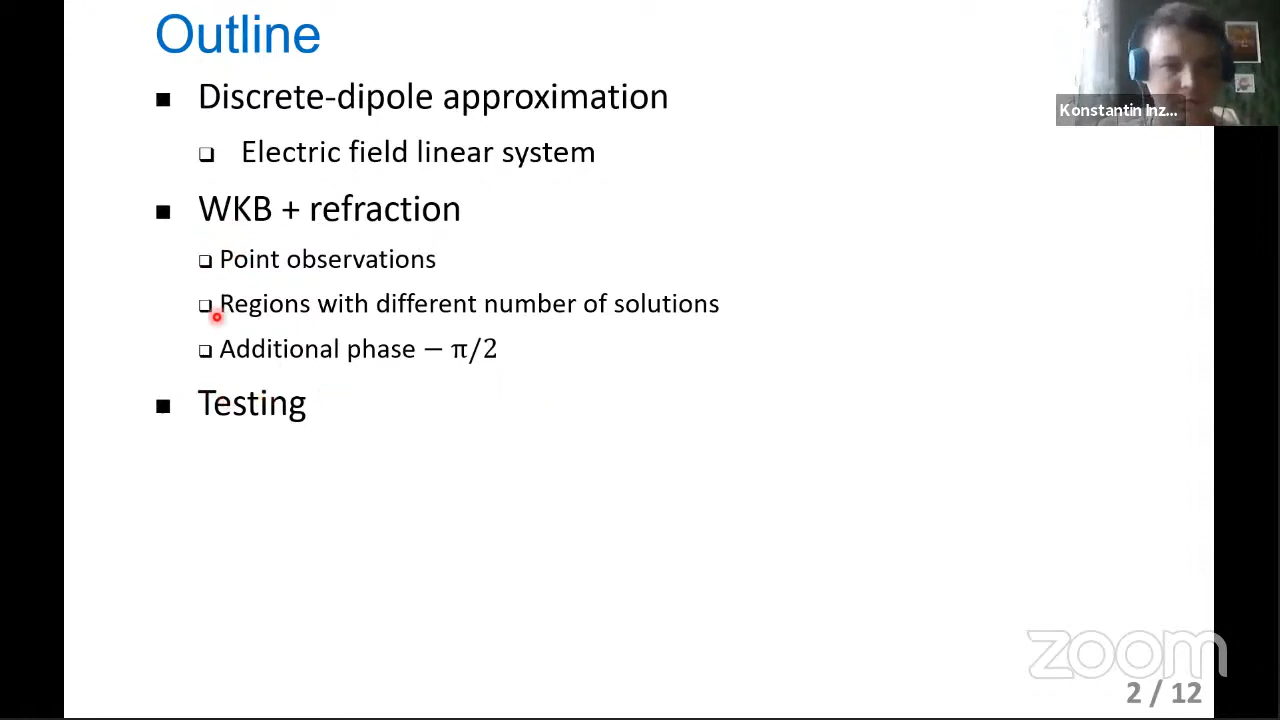 Outline
Discrete-dipole approximation
Electric field linear system
WKB + refraction
Point observations
Regions with different number of solutions
Additional phase − π/2
Testing
Konstantin Inz...
zoom
2 / 12